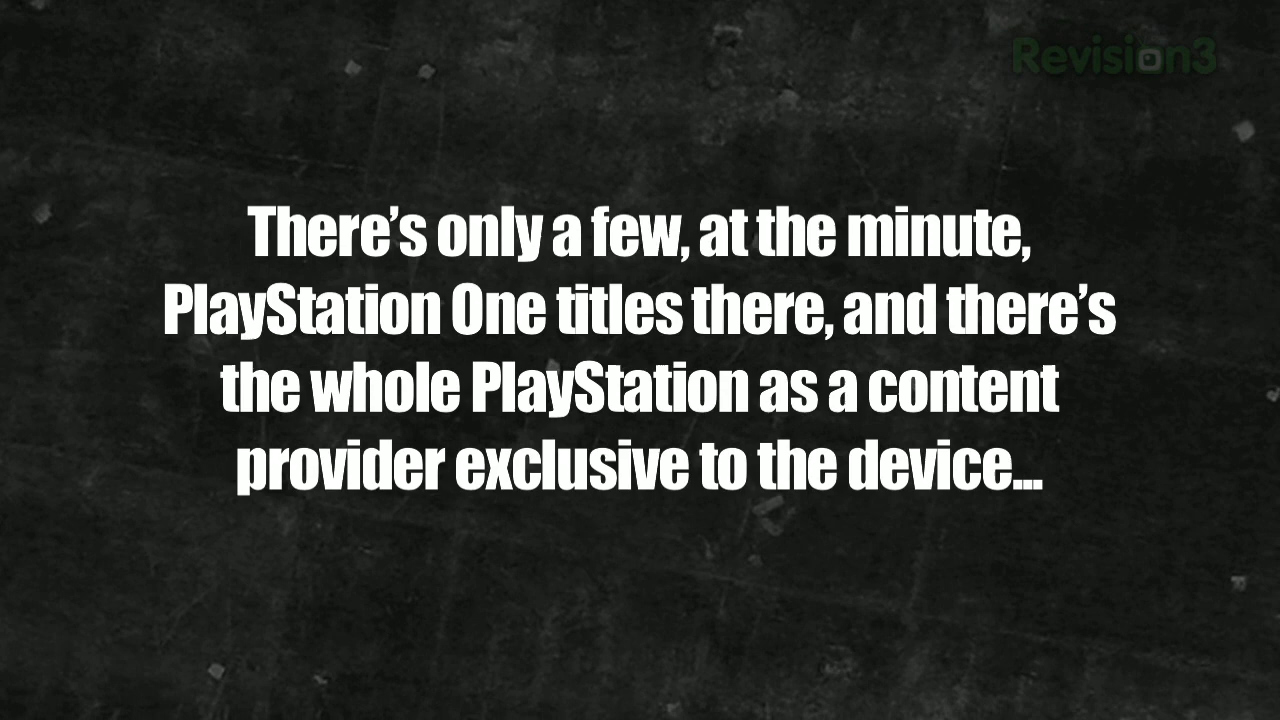 Revision3
There’s only a few, at the minute,
PlayStation One titles there, and there’s
the whole PlayStation as a content
provider exclusive to the device...